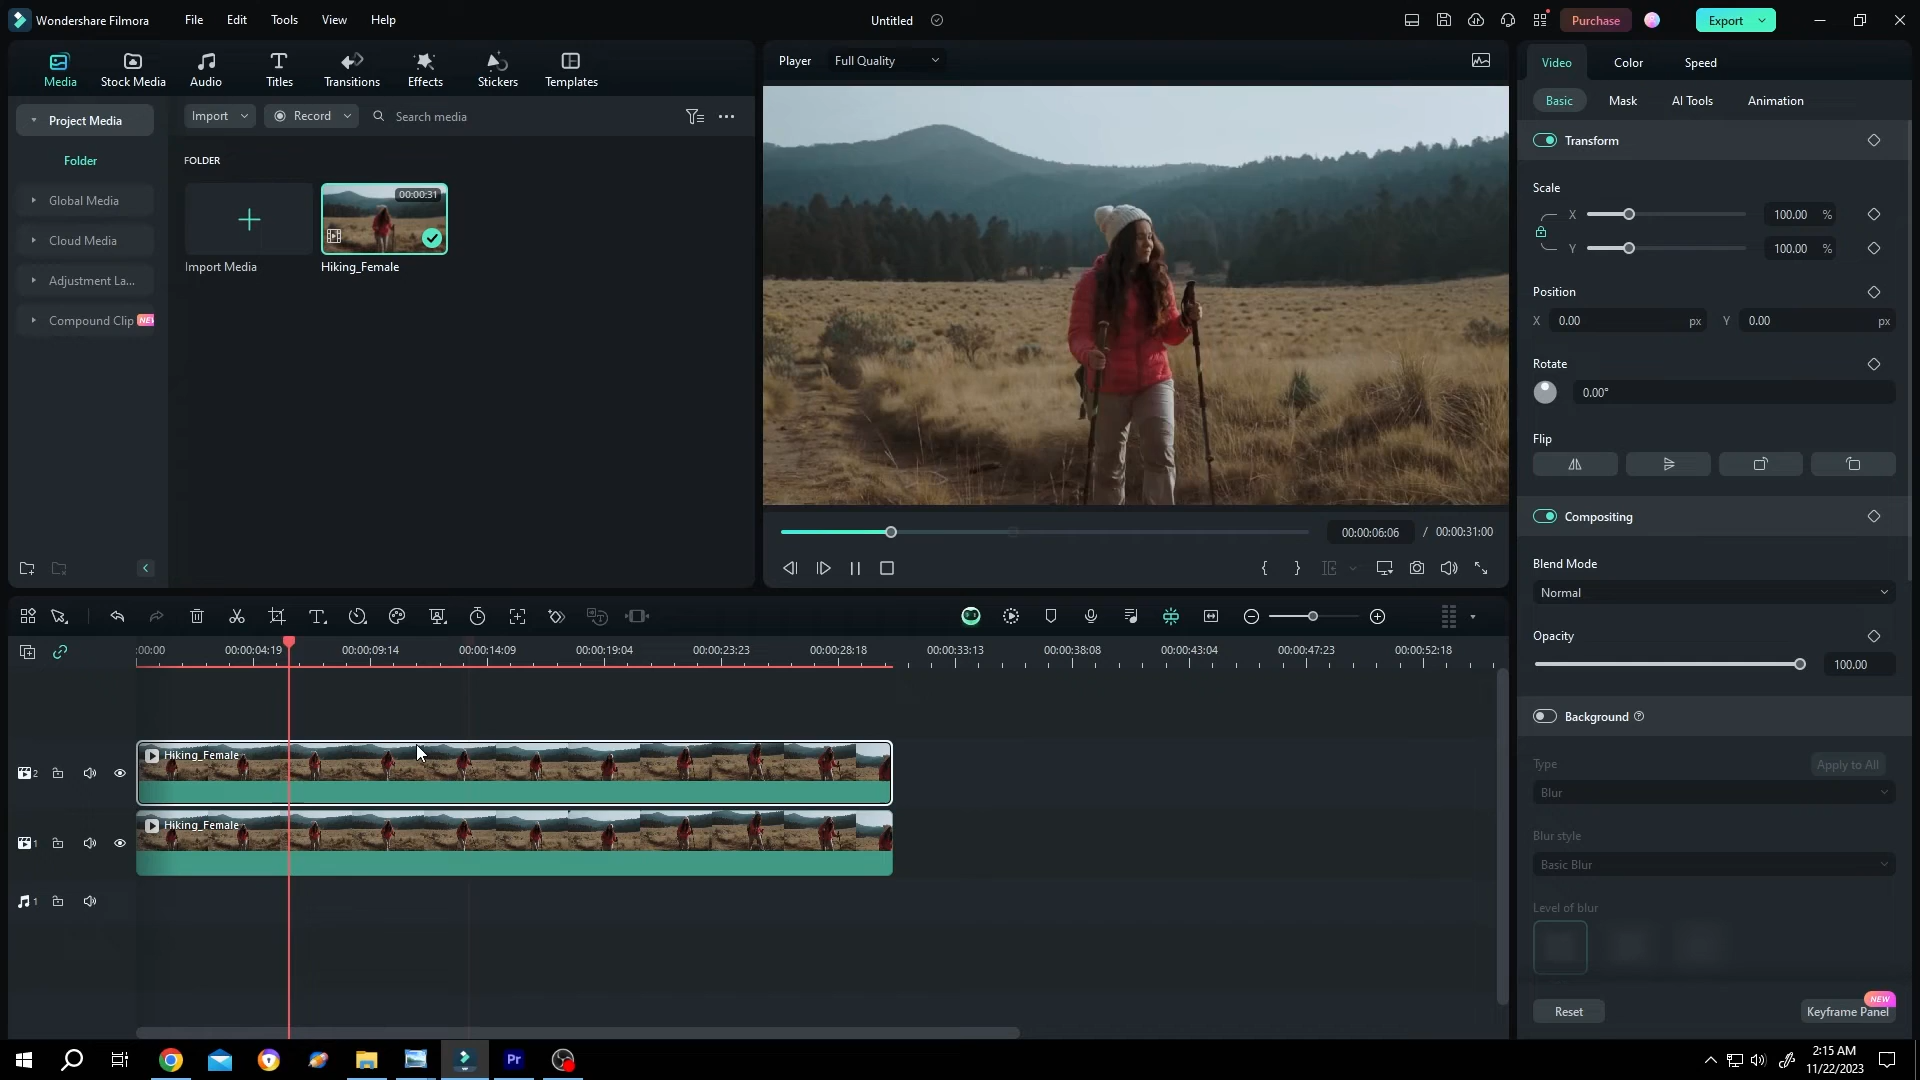 Wondershare Filmora File Edit Tools View Help Untitled Purchase Export
Media Stock Media Audio Titles Transitions Effects Stickers Templates
Player Full Quality
Video Color Speed
Basic Mask AI Tools Animation
Project Media
Import Record Search media
Folder
FOLDER
Global Media
Cloud Media
Adjustment La...
Compound Clip NEW
00:00:31
Import Media Hiking_Female
00:00:06:06 / 00:00:31:00
Transform
Scale
X 100.00 %
Y 100.00 %
Position
X 0.00 px Y 0.00 px
Rotate
0.00°
Flip
Compositing
Blend Mode
Normal
Opacity
100.00
Background
Type Apply to All
Blur
Blur style
Basic Blur
Level of blur
Reset NEW Keyframe Panel
:00:00 00:00:04:19 00:00:09:14 00:00:14:09 00:00:19:04 00:00:23:23 00:00:28:18 00:00:33:13 00:00:38:08 00:00:43:04 00:00:47:23 00:00:52:18
2 Hiking_Female
1 Hiking_Female
1
Pr
2:15 AM
11/22/2023